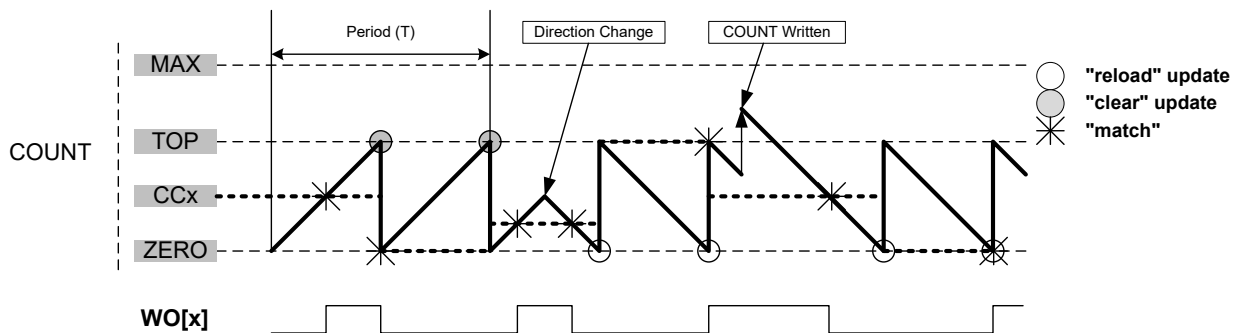 Period (T)
Direction Change
COUNT Written
MAX
"reload" update
"clear" update
TOP
"match"
COUNT
CCx
ZERO
WO[x]